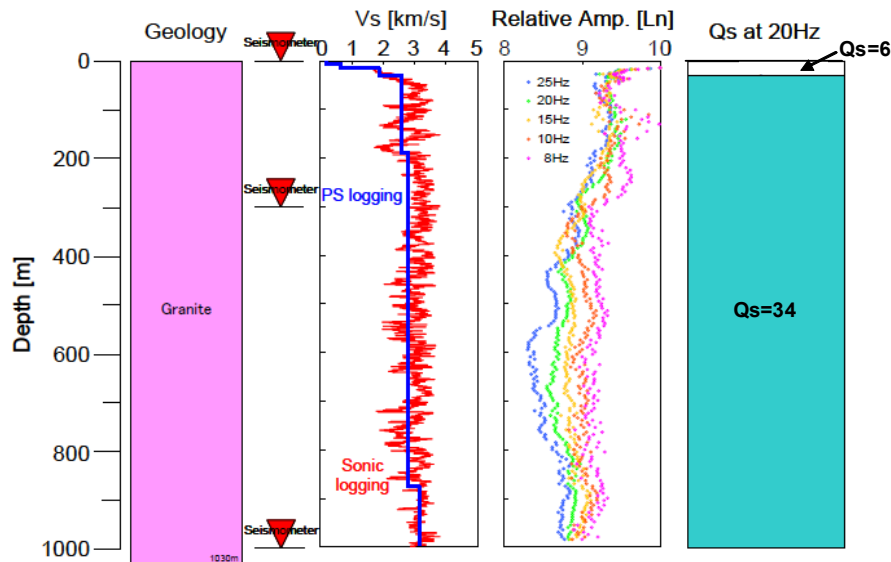 Geology
Vs [km/s]
Relative Amp. [Ln]
Qs at 20Hz
0 1 2 3 4 5
8 9 10
Qs=6
Seismometer
0
200
400
600
800
1000
Depth [m]
25Hz
20Hz
15Hz
10Hz
8Hz
Seismometer
PS logging
Granite
Qs=34
Sonic
logging
Seismometer
1030m